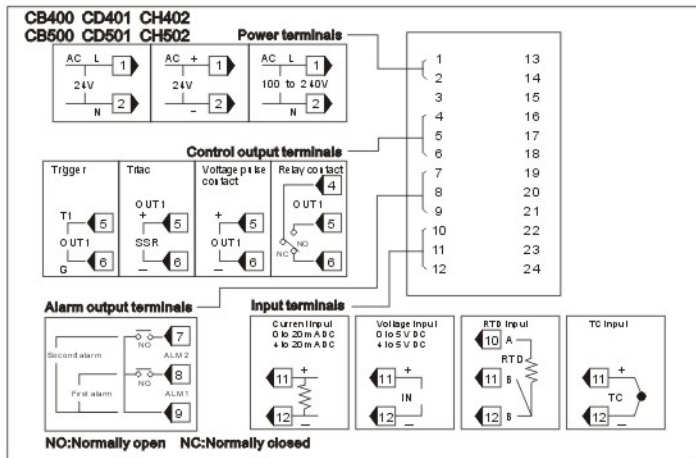 CB400 CD401 CH402
CB500 CD501 CH502
Power terminals
AC L 1
24V
N 2
AC + 1
24V
− 2
AC L 1
100 to 240V
N 2
1 13
2 14
3 15
4 16
5 17
6 18
7 19
8 20
9 21
10 22
11 23
12 24
Control output terminals
Trigger
T1 5
OUT1
G 6
Triac
OUT1
+ 5
SSR
− 6
Voltage pulse
contact
+ 5
OUT1
− 6
Relay contact
4
OUT1
5
NO
NC 6
Alarm output terminals
7
NO
ALM2
Second alarm
8
NO
ALM1
First alarm
9
Input terminals
Current Input
0 to 20mA DC
4 to 20mA DC
11 +
12 −
Voltage Input
0 to 5V DC
4 to 5V DC
11 +
IN
12 −
RTD Input
10 A
RTD
11 B
12 B
TC Input
11 +
TC
12 −
NO:Normally open NC:Normally closed